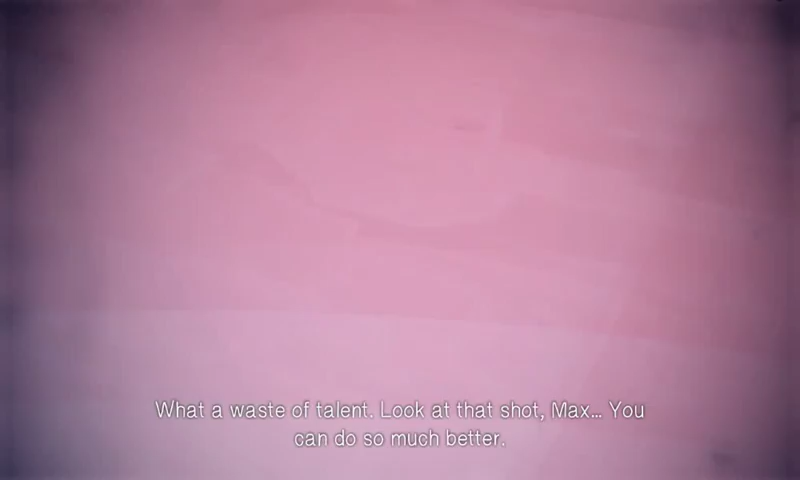 What a waste of talent. Look at that shot, Max... You
can do so much better.